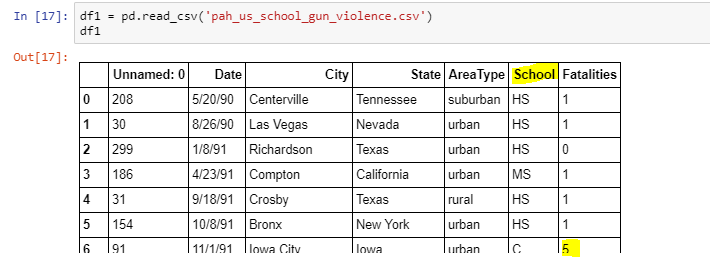 In [17]: df1 = pd.read_csv('pah_us_school_gun_violence.csv')
df1
Out[17]:
Unnamed: 0 Date City State AreaType School Fatalities
0 208 5/20/90 Centerville Tennessee suburban HS 1
1 30 8/26/90 Las Vegas Nevada urban HS 1
2 299 1/8/91 Richardson Texas urban HS 0
3 186 4/23/91 Compton California urban MS 1
4 31 9/18/91 Crosby Texas rural HS 1
5 154 10/8/91 Bronx New York urban HS 1
6 91 11/1/91 Iowa City Iowa urban C 5